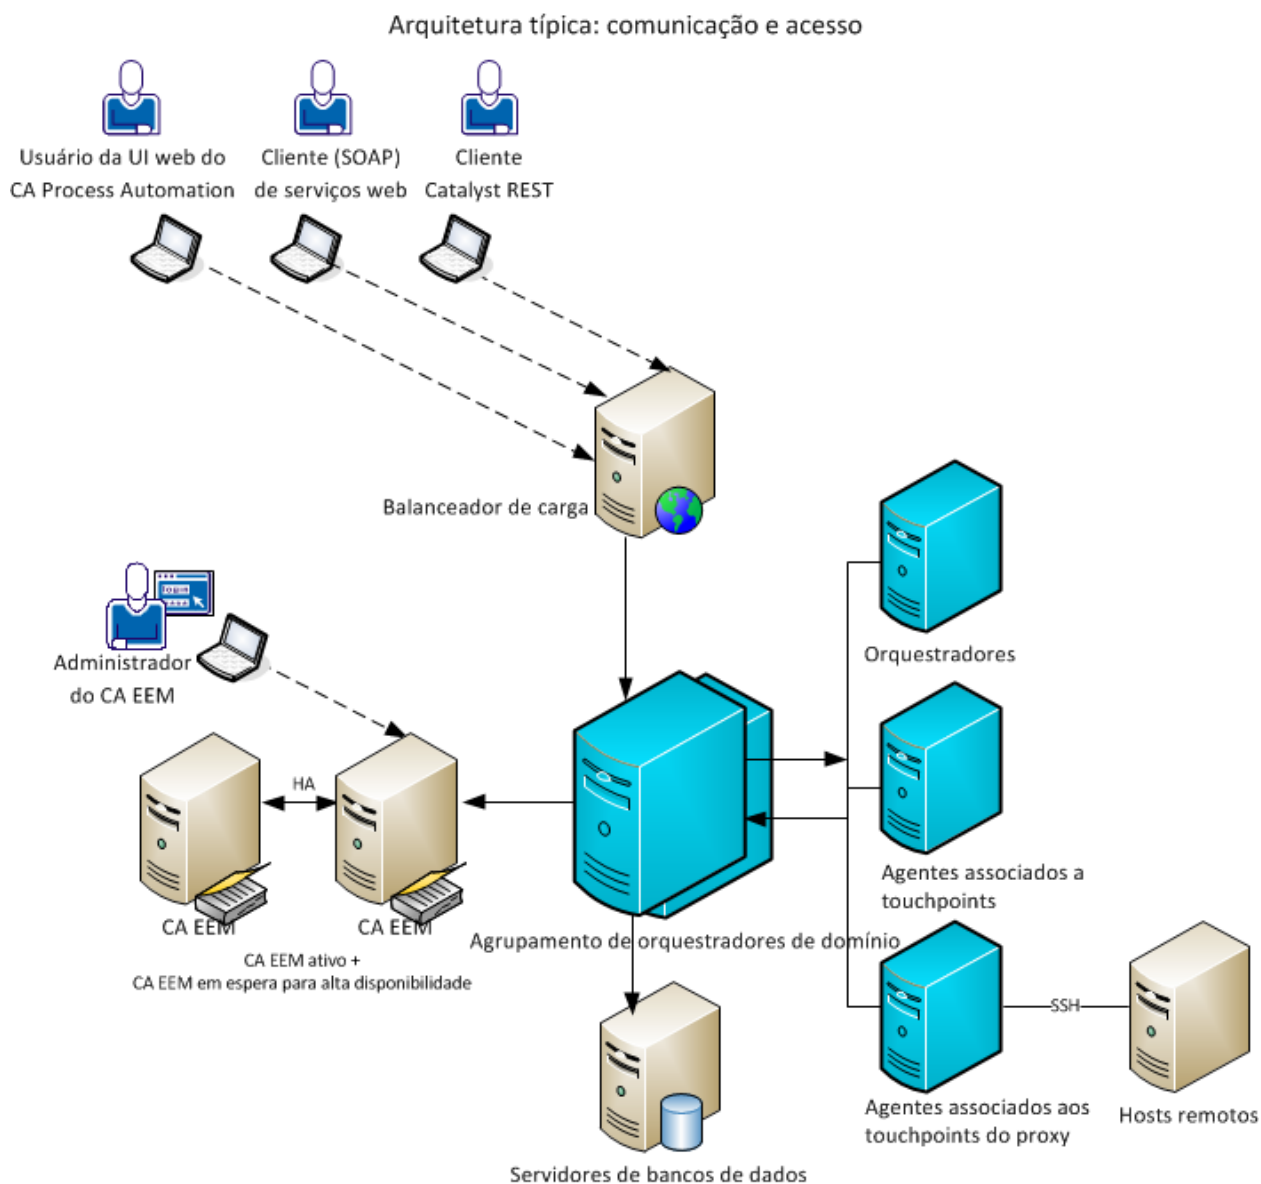 Arquitetura típica: comunicação e acesso
Usuário da UI web do
CA Process Automation
Cliente (SOAP)
de serviços web
Cliente
Catalyst REST
Balanceador de carga
login
Administrador
do CA EEM
Orquestradores
HA
Agentes associados a
touchpoints
CA EEM
CA EEM
Agrupamento de orquestradores de domínio
CA EEM ativo +
CA EEM em espera para alta disponibilidade
SSH
Agentes associados aos
touchpoints do proxy
Hosts remotos
Servidores de bancos de dados